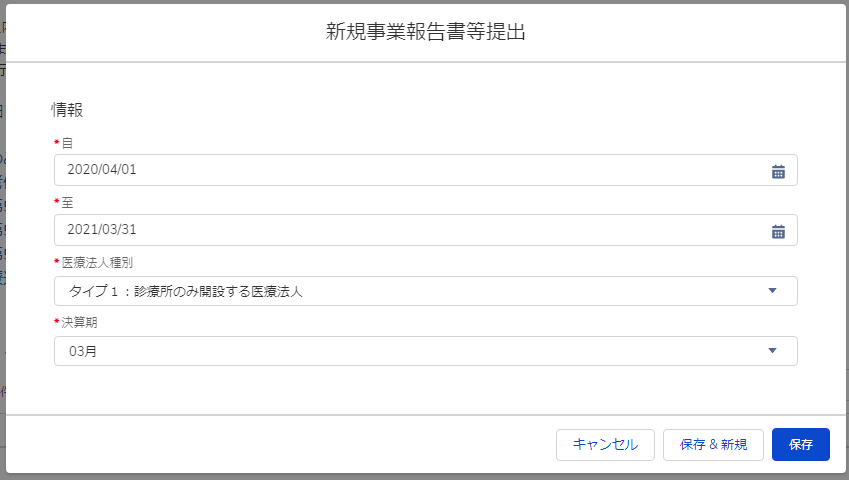 新規事業報告書等提出
情報
*自
2020/04/01
*至
2021/03/31
*医療法人種別
タイプ1：診療所のみ開設する医療法人
*決算期
03月
キャンセル
保存 & 新規
保存